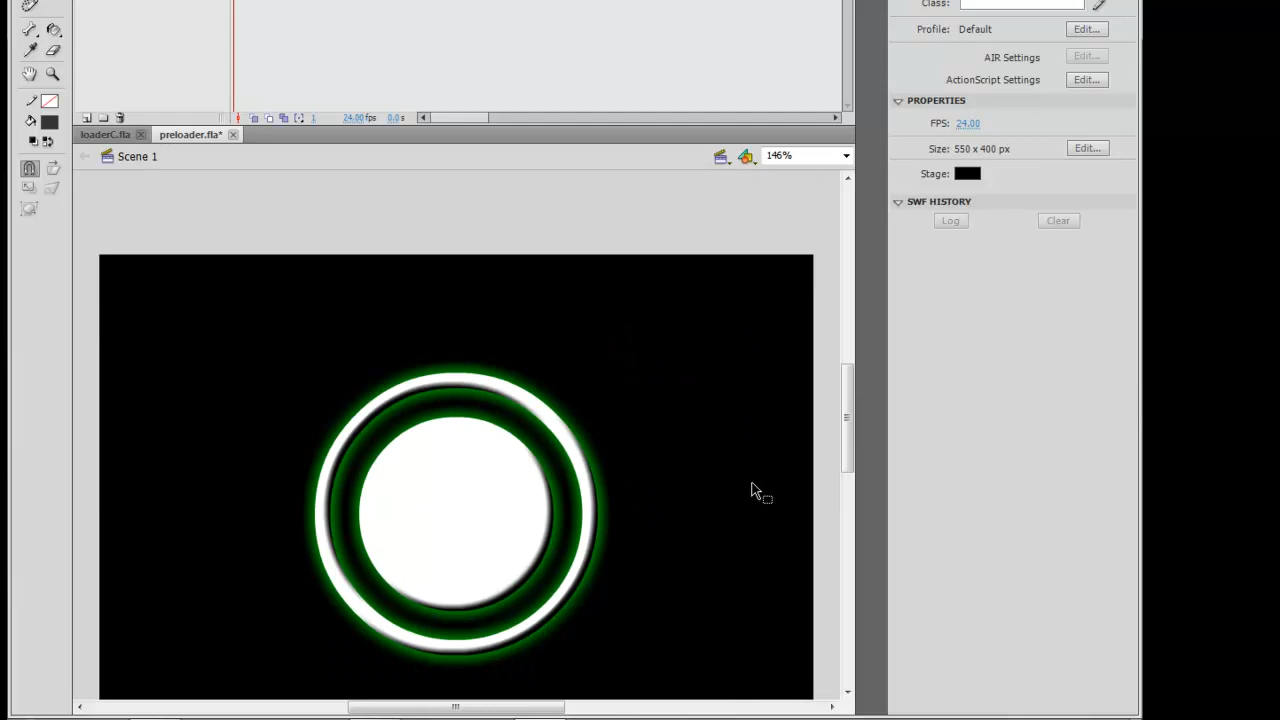 Class:
Profile: Default Edit...
AIR Settings Edit...
ActionScript Settings Edit...
PROPERTIES
1 24.00 fps 0.0 s
FPS: 24.00
loaderC.fla preloader.fla*
Size: 550 x 400 px Edit...
Scene 1 146%
Stage:
SWF HISTORY
Log Clear